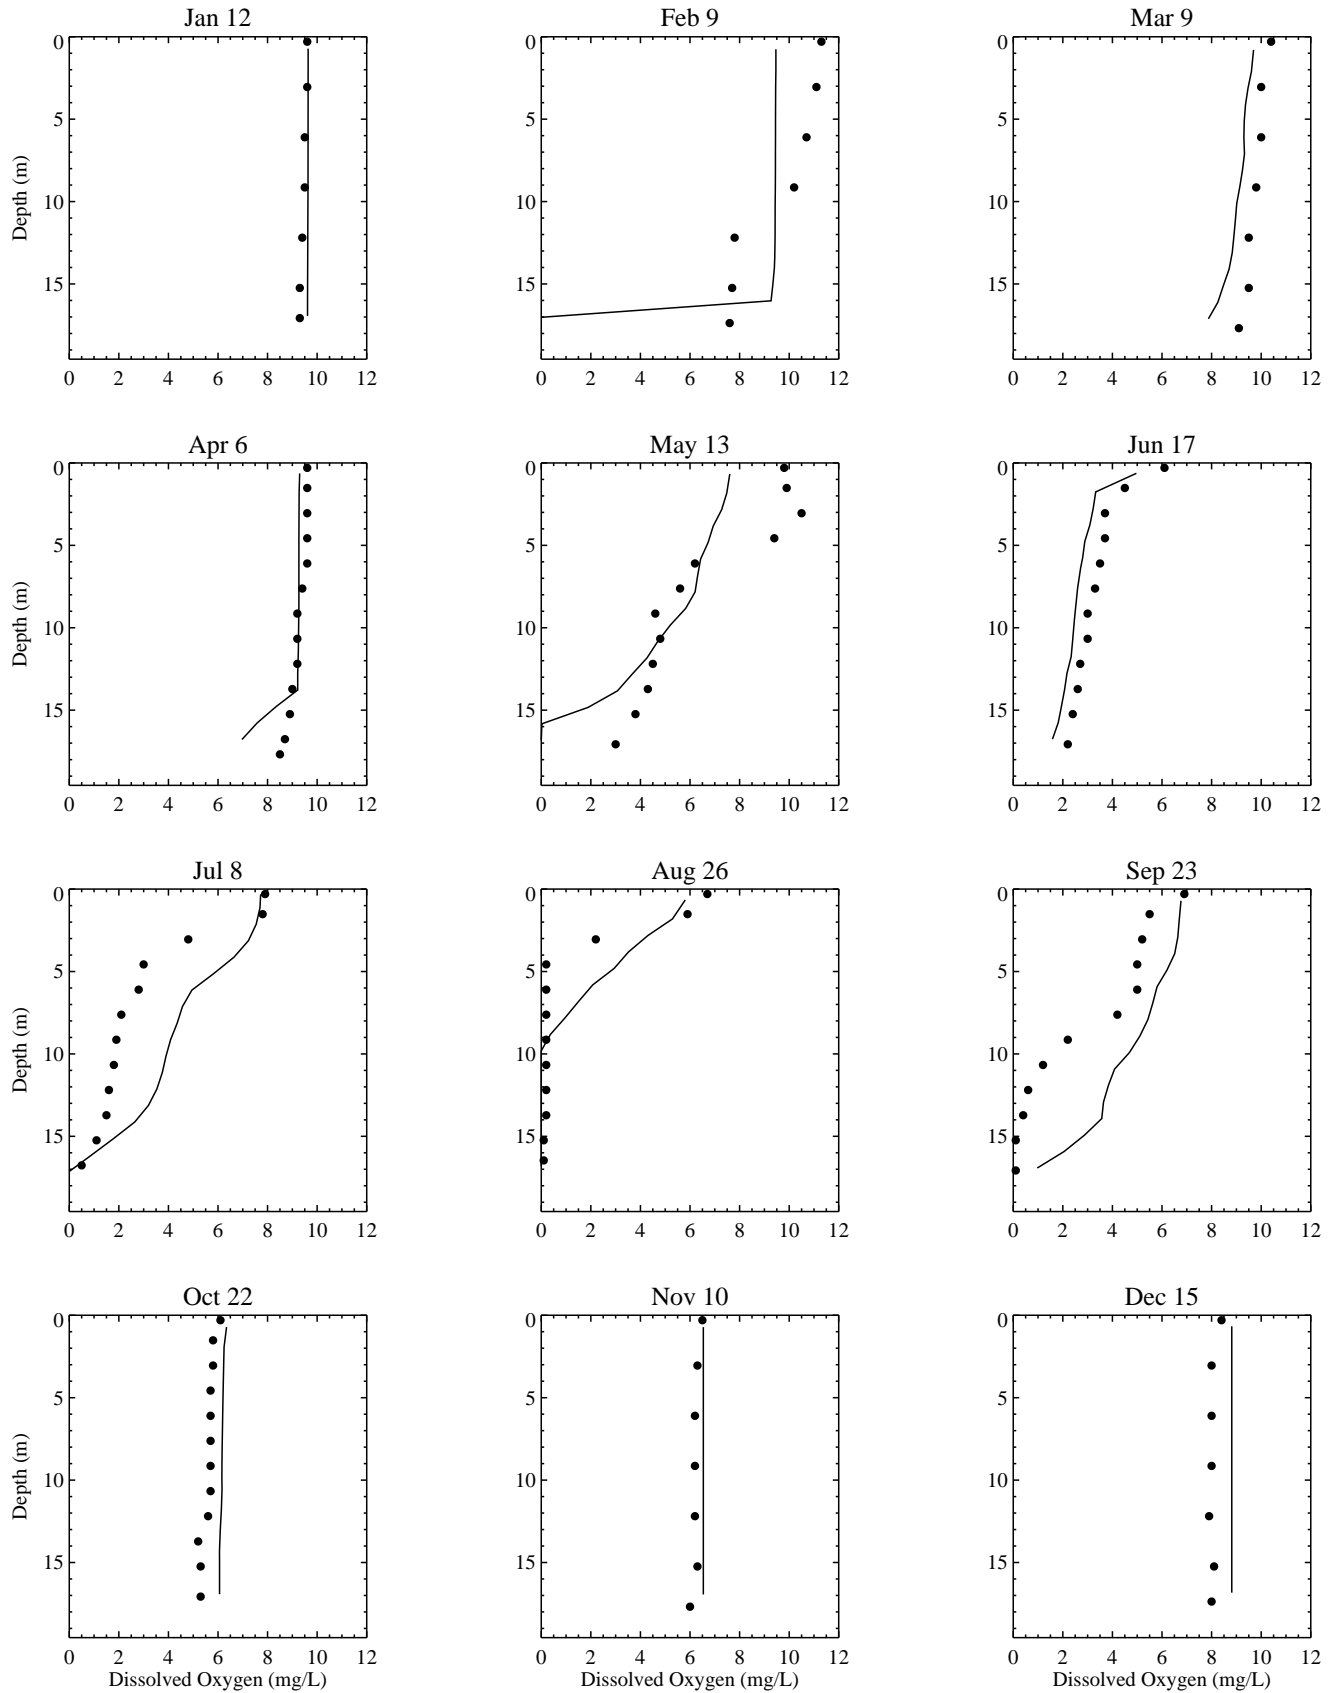 Jan 12
Feb 9
Mar 9
0 0 0
5 5 5
Depth (m)
10 10 10
15 15 15
0 2 4 6 8 10 12 0 2 4 6 8 10 12 0 2 4 6 8 10 12
Apr 6
May 13
Jun 17
0 0 0
5 5 5
Depth (m)
10 10 10
15 15 15
0 2 4 6 8 10 12 0 2 4 6 8 10 12 0 2 4 6 8 10 12
Jul 8
Aug 26
Sep 23
0 0 0
5 5 5
Depth (m)
10 10 10
15 15 15
0 2 4 6 8 10 12 0 2 4 6 8 10 12 0 2 4 6 8 10 12
Oct 22
Nov 10
Dec 15
0 0 0
5 5 5
Depth (m)
10 10 10
15 15 15
0 2 4 6 8 10 12 0 2 4 6 8 10 12 0 2 4 6 8 10 12
Dissolved Oxygen (mg/L)
Dissolved Oxygen (mg/L)
Dissolved Oxygen (mg/L)